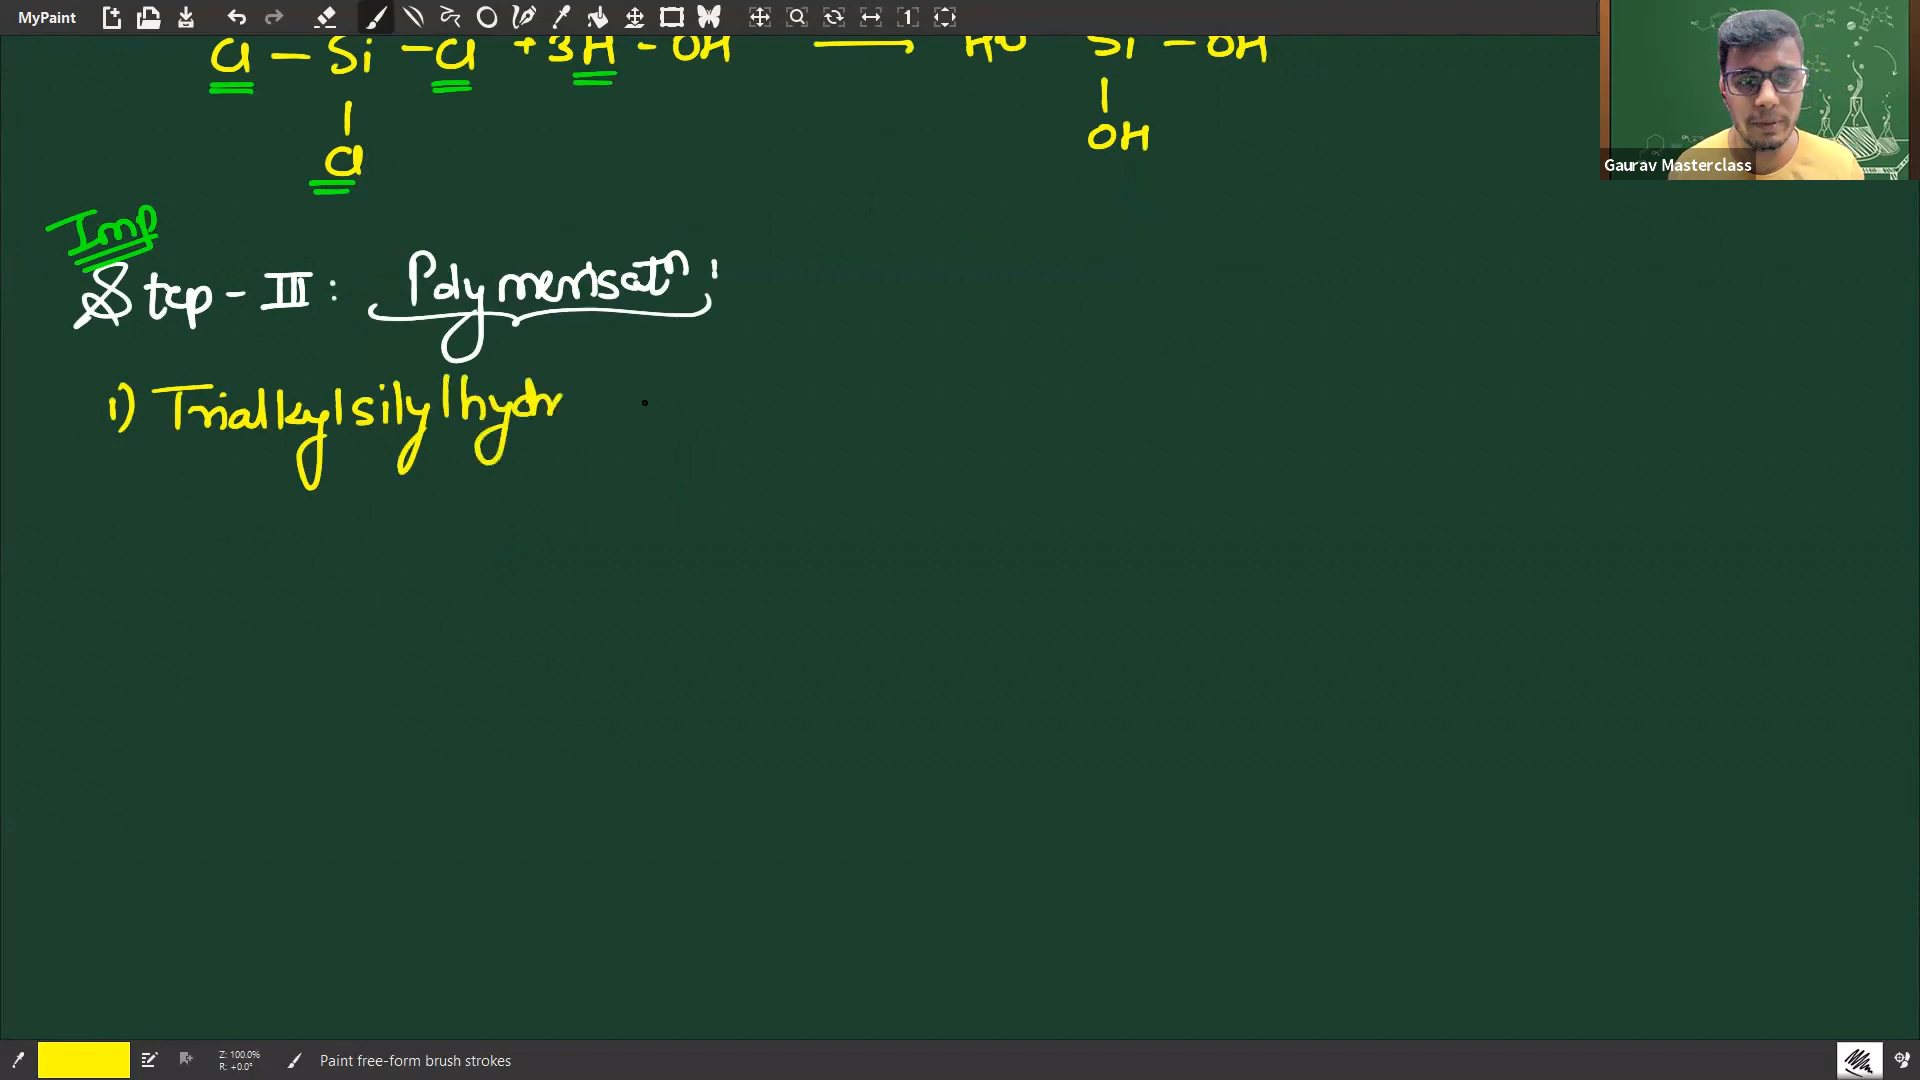 MyPaint
Cl — Si — Cl + 3 H - OH ⟶ HO Si — OH
Cl
OH
Gaurav Masterclass
Imp
Step - III : Polymerisatⁿ :
1) Trialkylsilylhydr
Z: 100.0%
R: +0.0°
Paint free-form brush strokes